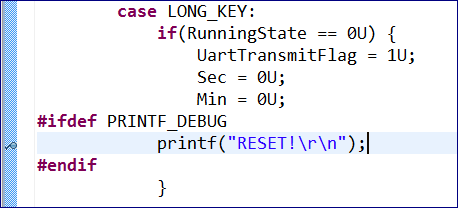 case LONG_KEY:
if(RunningState == 0U) {
UartTransmitFlag = 1U;
Sec = 0U;
Min = 0U;
#ifdef PRINTF_DEBUG
printf("RESET!\r\n");
#endif
}